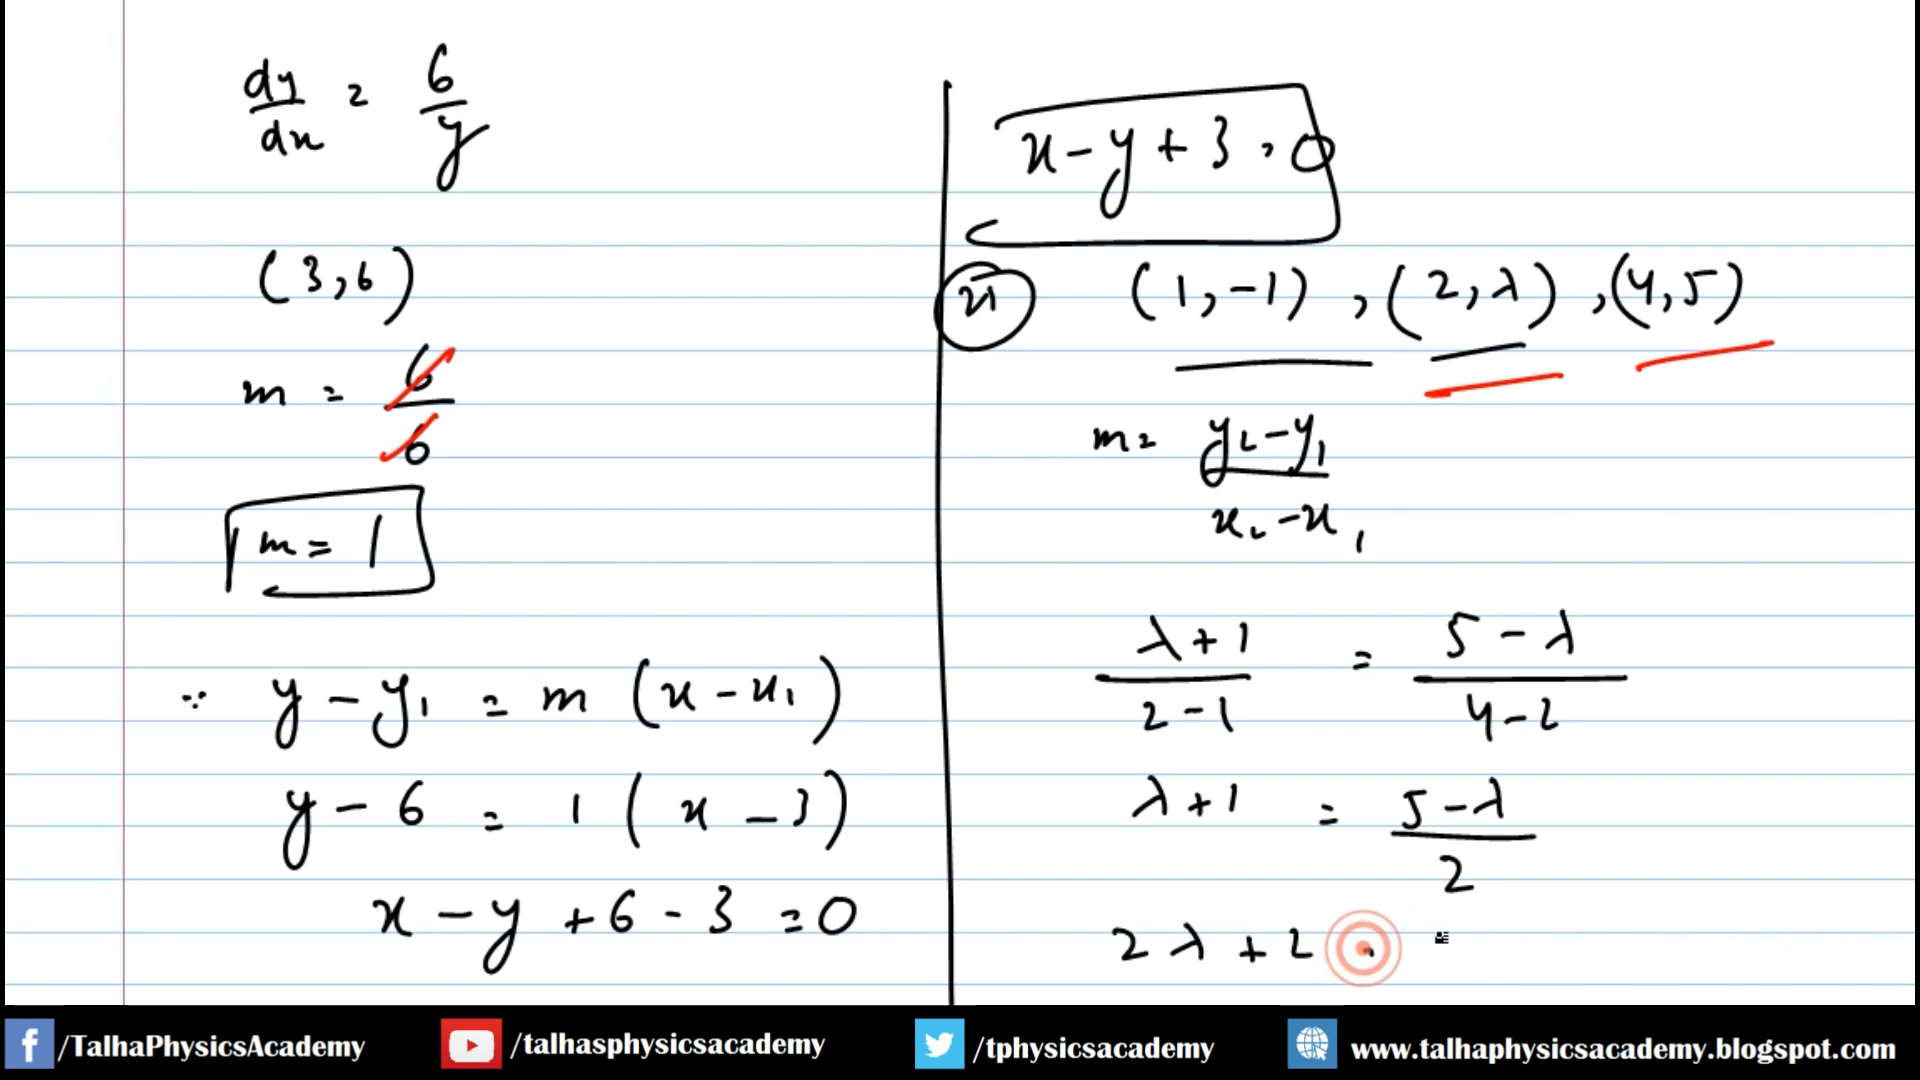 dy/dx = 6/y
(3,6)
m = 6/6
m = 1
∵ y - y₁ = m (x - x₁)
y - 6 = 1 (x - 3)
x - y + 6 - 3 = 0
x - y + 3 = 0
21 (1,-1) , (2,λ) , (4,5)
m = y₂ - y₁ / x₂ - x₁
λ + 1 / 2 - 1 = 5 - λ / 4 - 2
λ + 1 = 5 - λ / 2
2λ + 2
/TalhaPhysicsAcademy /talhasphysicsacademy /tphysicsacademy www.talhaphysicsacademy.blogspot.com